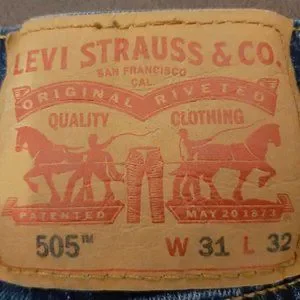 LEVI STRAUSS & CO.
SAN FRANCISCO
CAL.
ORIGINAL RIVETED
QUALITY CLOTHING
PATENTED MAY 20 1873
505™ W 31 L 32